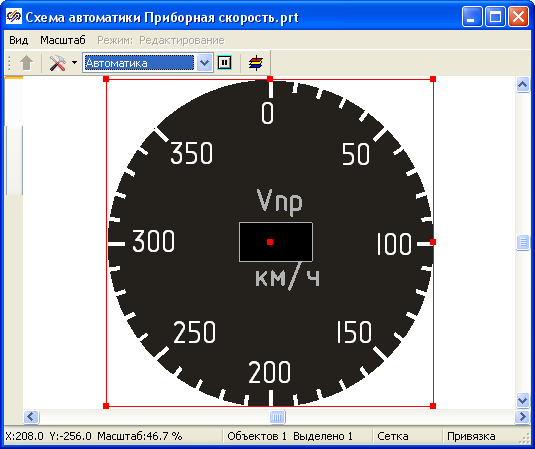 Схема автоматики Приборная скорость.prt
Вид Масштаб Режим: Редактирование
Автоматика
0
350 50
Vпр
300 100
км/ч
250 150
200
X:208.0 Y:-256.0 Масштаб:46.7 % Объектов 1 Выделено 1 Сетка Привязка